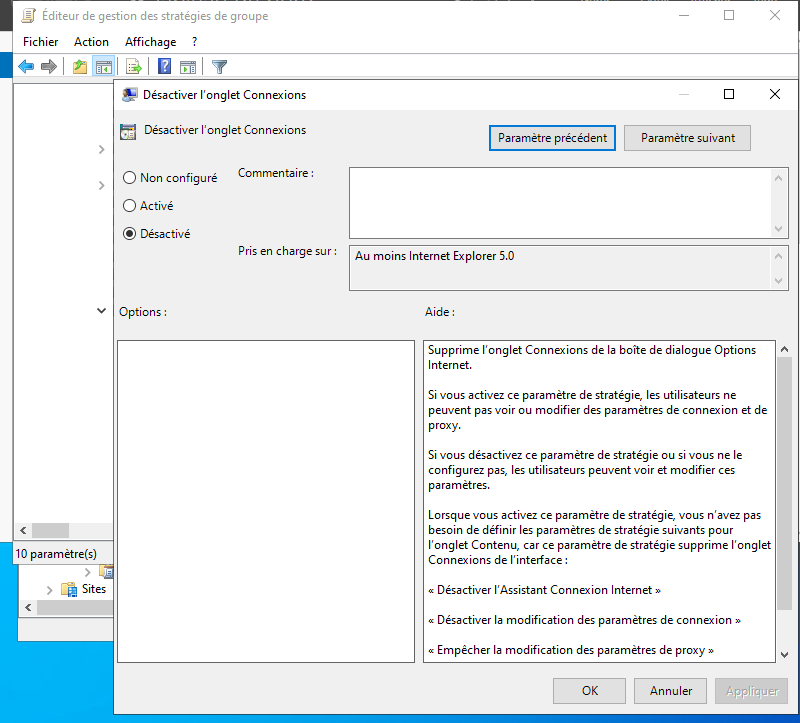 Éditeur de gestion des stratégies de groupe
Fichier Action Affichage ?
Désactiver l'onglet Connexions
Désactiver l'onglet Connexions
Paramètre précédent
Paramètre suivant
Non configuré
Commentaire :
Activé
Désactivé
Pris en charge sur :
Au moins Internet Explorer 5.0
Options :
Aide :
Supprime l'onglet Connexions de la boîte de dialogue Options
Internet.
Si vous activez ce paramètre de stratégie, les utilisateurs ne
peuvent pas voir ou modifier des paramètres de connexion et de
proxy.
Si vous désactivez ce paramètre de stratégie ou si vous ne le
configurez pas, les utilisateurs peuvent voir et modifier ces
paramètres.
Lorsque vous activez ce paramètre de stratégie, vous n'avez pas
besoin de définir les paramètres de stratégie suivants pour
l'onglet Contenu, car ce paramètre de stratégie supprime l'onglet
Connexions de l'interface :
« Désactiver l'Assistant Connexion Internet »
« Désactiver la modification des paramètres de connexion »
« Empêcher la modification des paramètres de proxy »
10 paramètre(s)
Sites
OK
Annuler
Appliquer